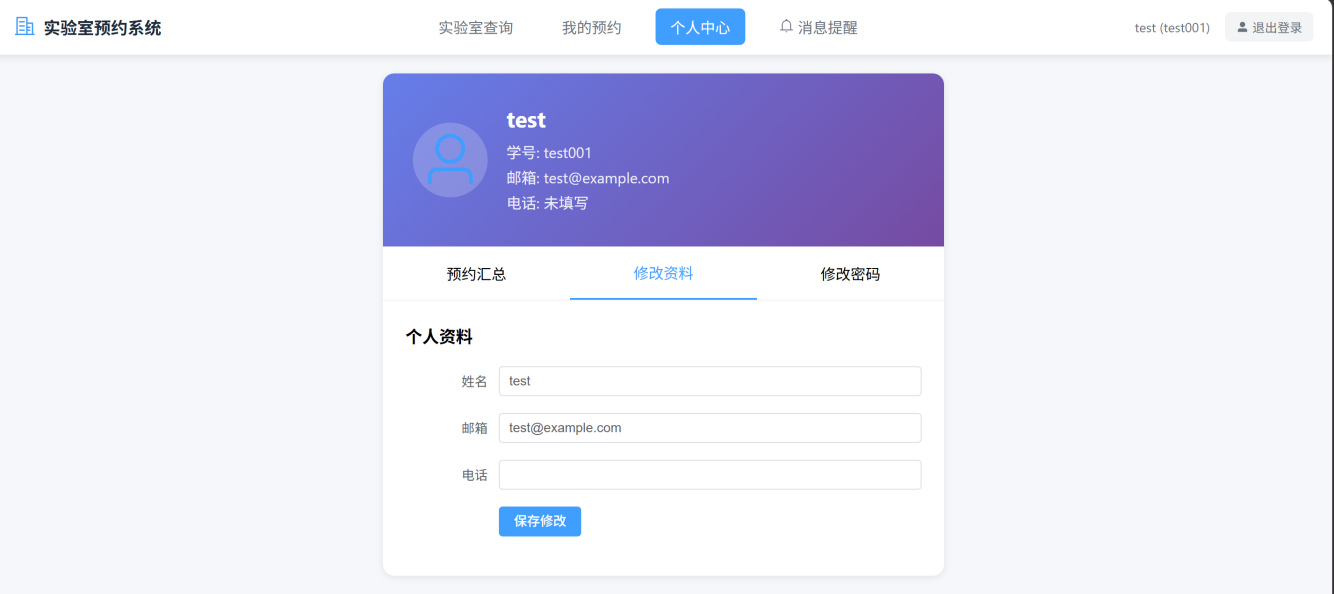 实验室预约系统
实验室查询 我的预约 个人中心 消息提醒
test (test001) 退出登录
test
学号: test001
邮箱: test@example.com
电话: 未填写
预约汇总 修改资料 修改密码
个人资料
姓名 test
邮箱 test@example.com
电话
保存修改